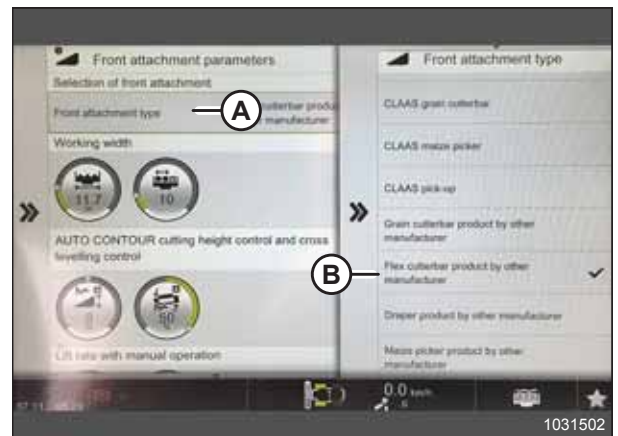 Front attachment parameters
Selection of front attachment
Front attachment type
cutterbar produ
manufacturer
A
Working width
11.7
10
AUTO CONTOUR cutting height control and cross
levelling control
50
Lift rate with manual operation
Front attachment type
CLAAS grain cutterbar
CLAAS maize picker
CLAAS pick-up
Grain cutterbar product by other
manufacturer
B
Flex cutterbar product by other
manufacturer
Draper product by other manufacturer
Maize picker product by other
manufacturer
0.0 km/h
1031502